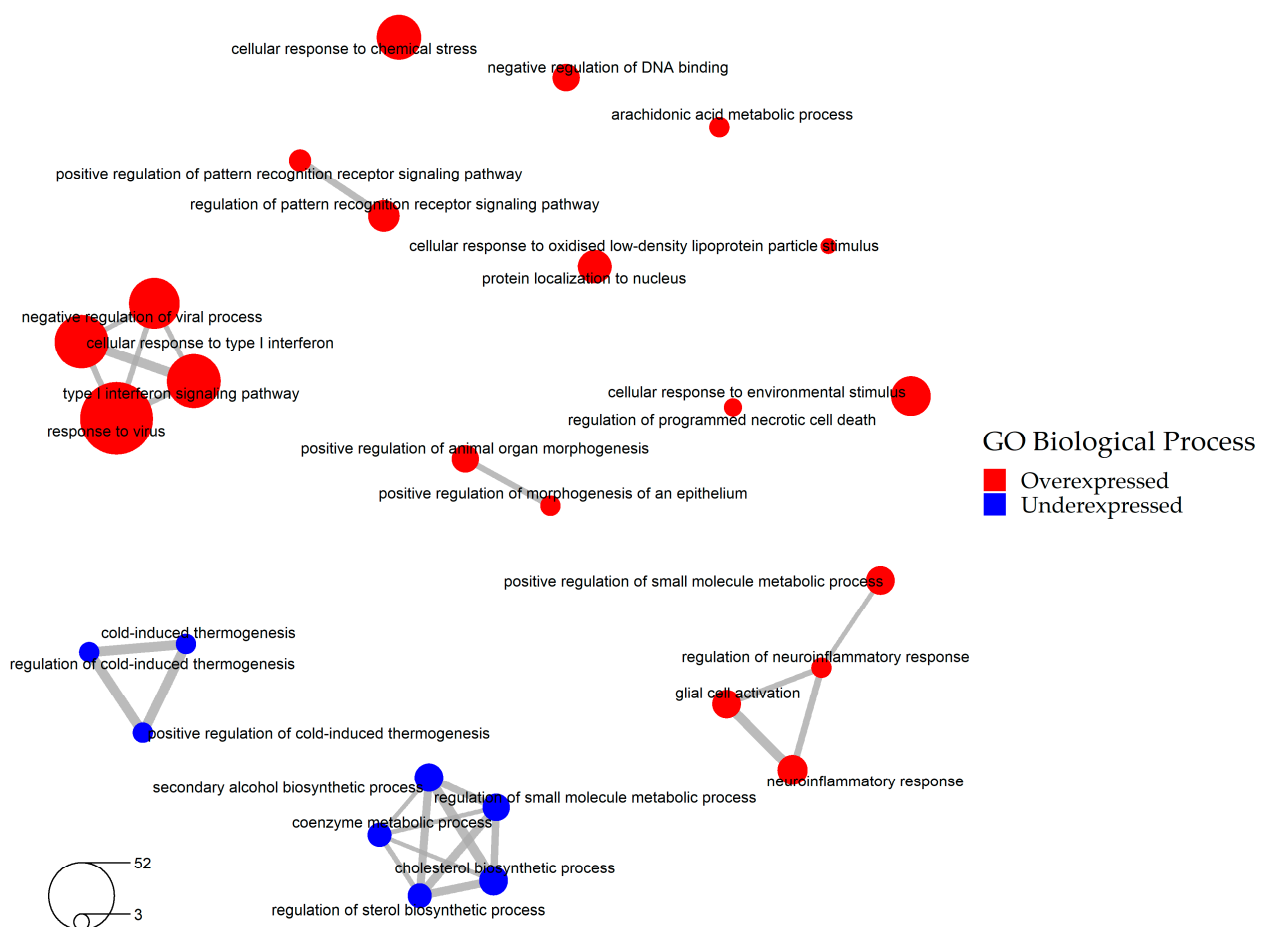 cellular response to chemical stress
negative regulation of DNA binding
arachidonic acid metabolic process
positive regulation of pattern recognition receptor signaling pathway
regulation of pattern recognition receptor signaling pathway
cellular response to oxidised low-density lipoprotein particle stimulus
protein localization to nucleus
negative regulation of viral process
cellular response to type I interferon
type I interferon signaling pathway
response to virus
cellular response to environmental stimulus
regulation of programmed necrotic cell death
positive regulation of animal organ morphogenesis
positive regulation of morphogenesis of an epithelium
GO Biological Process
Overexpressed
Underexpressed
positive regulation of small molecule metabolic process
cold-induced thermogenesis
regulation of cold-induced thermogenesis
regulation of neuroinflammatory response
glial cell activation
positive regulation of cold-induced thermogenesis
neuroinflammatory response
secondary alcohol biosynthetic process
regulation of small molecule metabolic process
coenzyme metabolic process
cholesterol biosynthetic process
regulation of sterol biosynthetic process
52
3